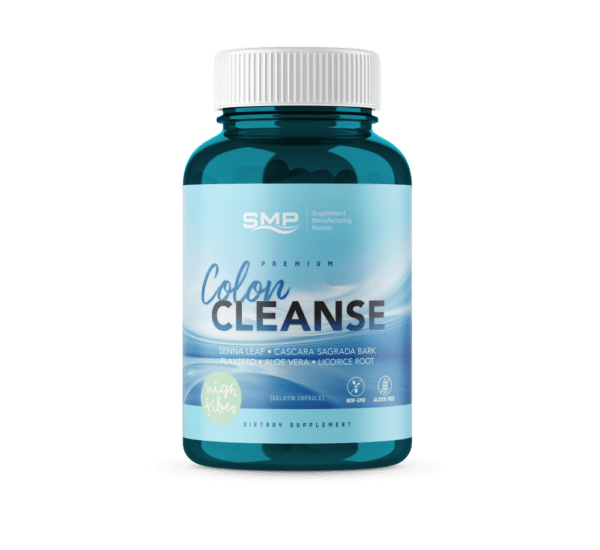 SMP
Supplement
Manufacturing
Partner
PREMIUM
Colon
CLEANSE
SENNA LEAF • CASCARA SAGRADA BARK
FLAXSEED • ALOE VERA • LICORICE ROOT
high
fiber
[GELATIN CAPSULE]
NON-GMO
GLUTEN FREE
DIETARY SUPPLEMENT